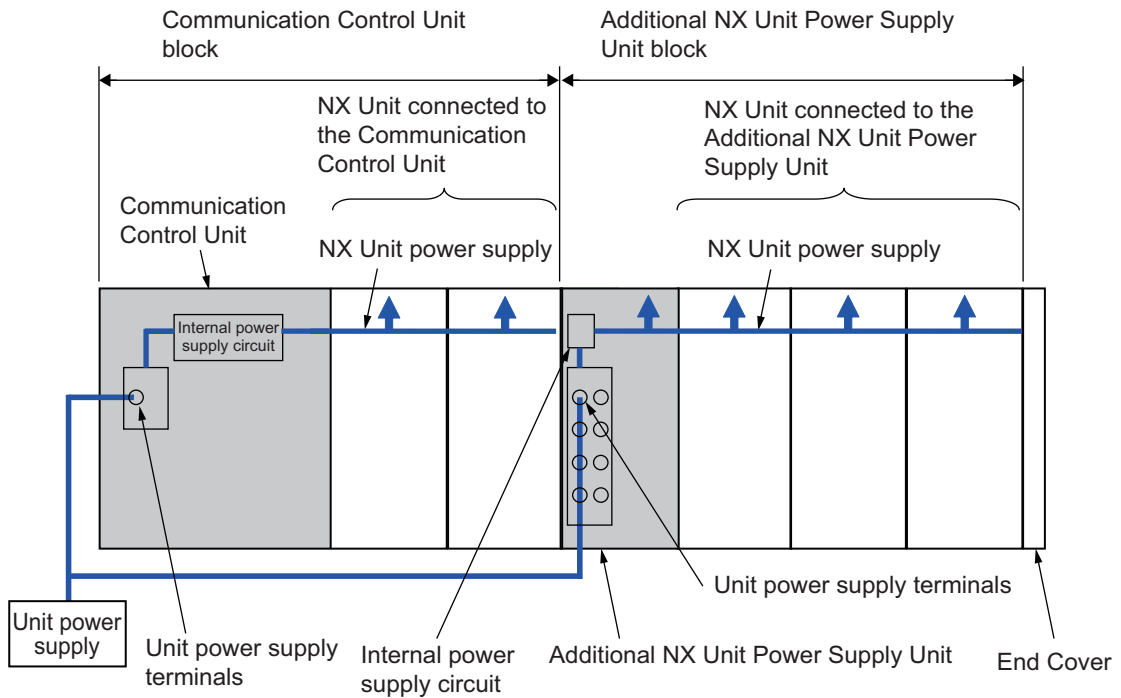 Communication Control Unit
block
Additional NX Unit Power Supply
Unit block
NX Unit connected to
the Communication
Control Unit
NX Unit connected to the
Additional NX Unit Power
Supply Unit
Communication
Control Unit
NX Unit power supply
NX Unit power supply
Internal power
supply circuit
Unit power supply terminals
Unit power
supply
Unit power supply
terminals
Internal power
supply circuit
Additional NX Unit Power Supply Unit
End Cover